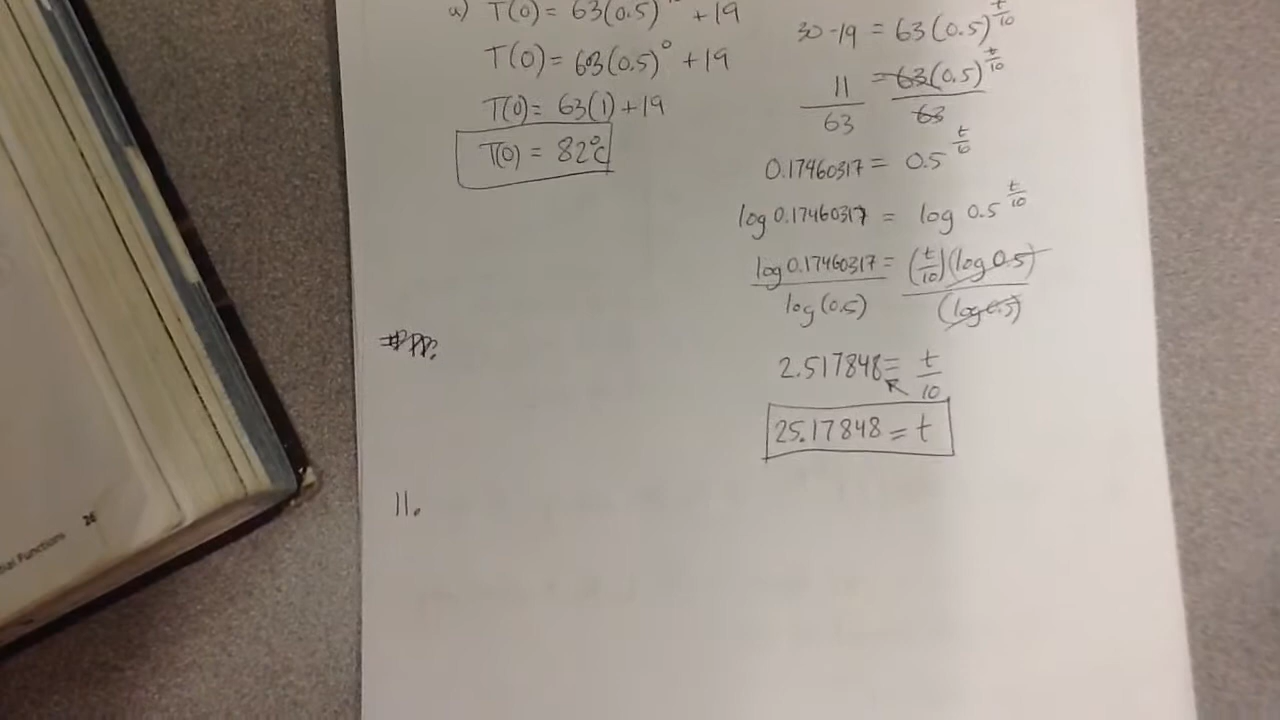 a) T(0) = 63(0.5) + 19
T(0) = 63(0.5)^0 + 19
T(0) = 63(1) + 19
T(0) = 82°C
30-19 = 63(0.5)^t/10
11/63 = 63(0.5)^t/10 / 63
0.17460317 = 0.5^t/10
log 0.17460317 = log 0.5^t/10
log 0.17460317 / log(0.5) = (t/10)(log 0.5) / (log 0.5)
2.517848 = t/10
25.17848 = t
11.
26
Functions